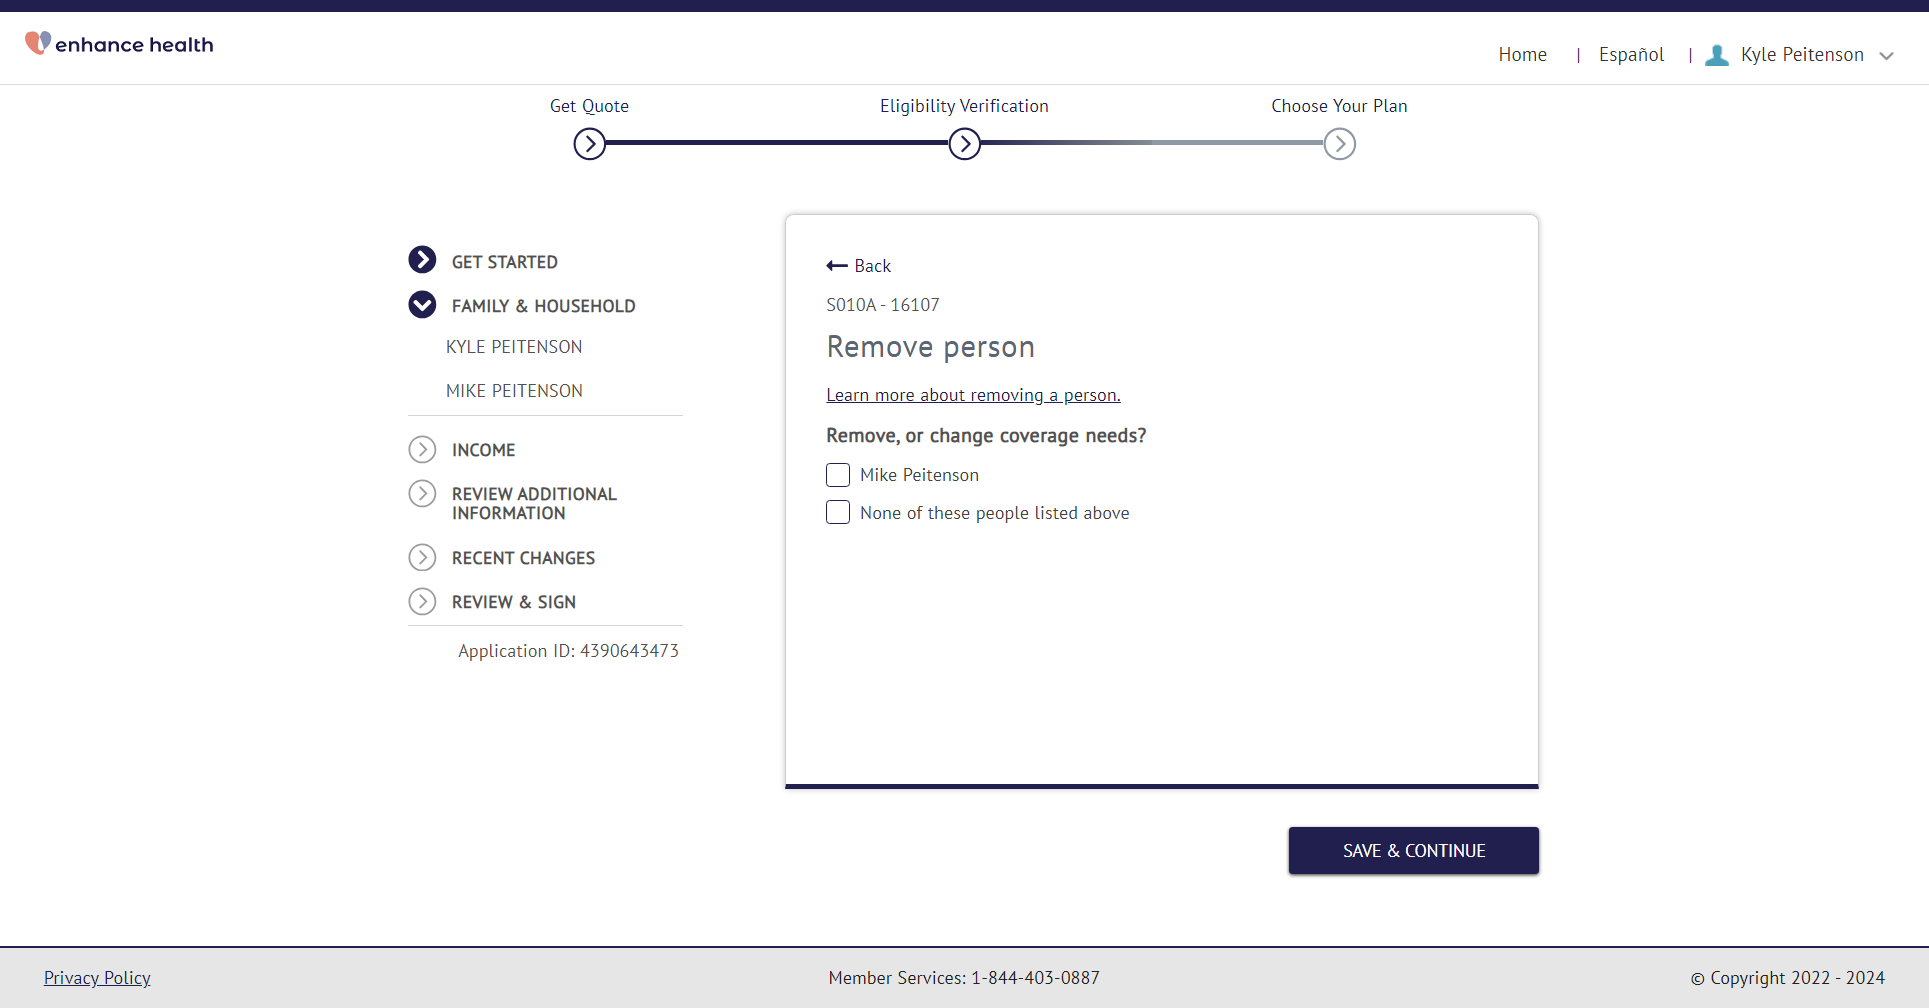 enhance health
Home | Español | Kyle Peitenson
Get Quote
Eligibility Verification
Choose Your Plan
GET STARTED
FAMILY & HOUSEHOLD
KYLE PEITENSON
MIKE PEITENSON
INCOME
REVIEW ADDITIONAL
INFORMATION
RECENT CHANGES
REVIEW & SIGN
Application ID: 4390643473
Back
S010A - 16107
Remove person
Learn more about removing a person.
Remove, or change coverage needs?
Mike Peitenson
None of these people listed above
SAVE & CONTINUE
Privacy Policy
Member Services: 1-844-403-0887
© Copyright 2022 - 2024